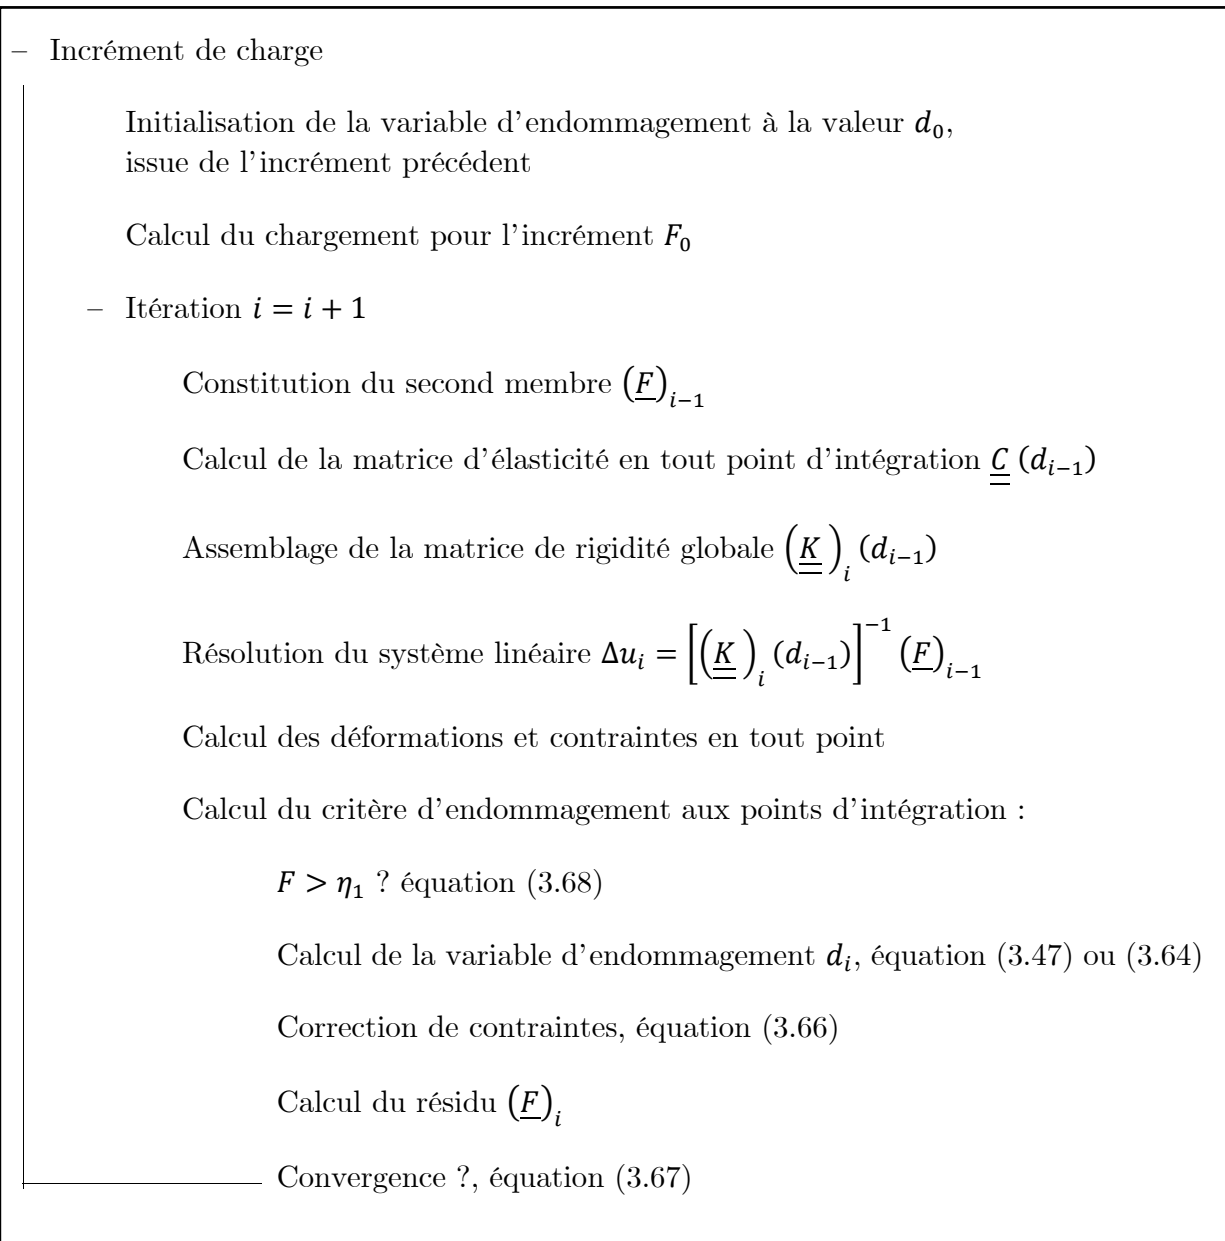 – Incrément de charge
Initialisation de la variable d'endommagement à la valeur d₀,
issue de l'incrément précédent
Calcul du chargement pour l'incrément F₀
– Itération i = i + 1
Constitution du second membre (F̲)ᵢ₋₁
Calcul de la matrice d'élasticité en tout point d'intégration C̳ (dᵢ₋₁)
Assemblage de la matrice de rigidité globale (K̳)ᵢ (dᵢ₋₁)
Résolution du système linéaire Δuᵢ = [(K̳)ᵢ (dᵢ₋₁)]⁻¹ (F̲)ᵢ₋₁
Calcul des déformations et contraintes en tout point
Calcul du critère d'endommagement aux points d'intégration :
F > η₁ ? équation (3.68)
Calcul de la variable d'endommagement dᵢ, équation (3.47) ou (3.64)
Correction de contraintes, équation (3.66)
Calcul du résidu (F̲)ᵢ
Convergence ?, équation (3.67)